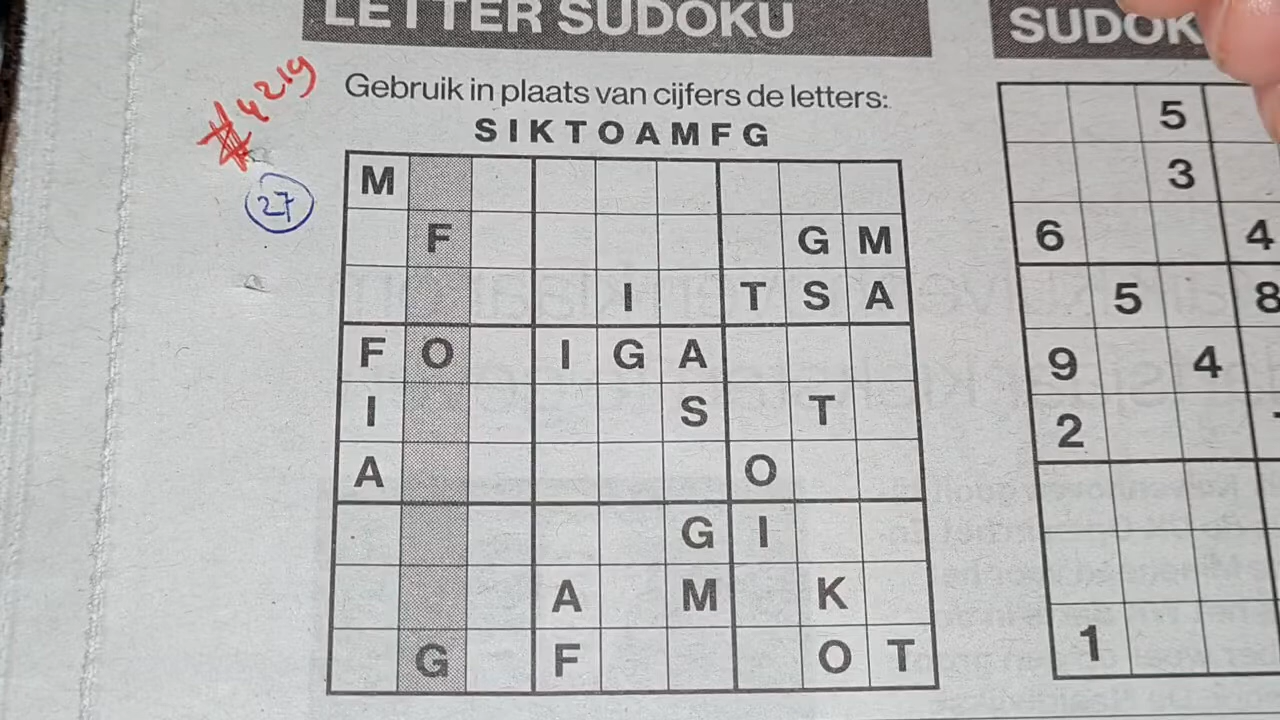 LETTER SUDOKU
SUDOK
#4219
Gebruik in plaats van cijfers de letters:
SIKTOAMFG
27
M
F G M
I T S A
F O I G A
I S T
A O
G I
A M K
G F O T
5
3
6 4
5 8
9 4
2
1